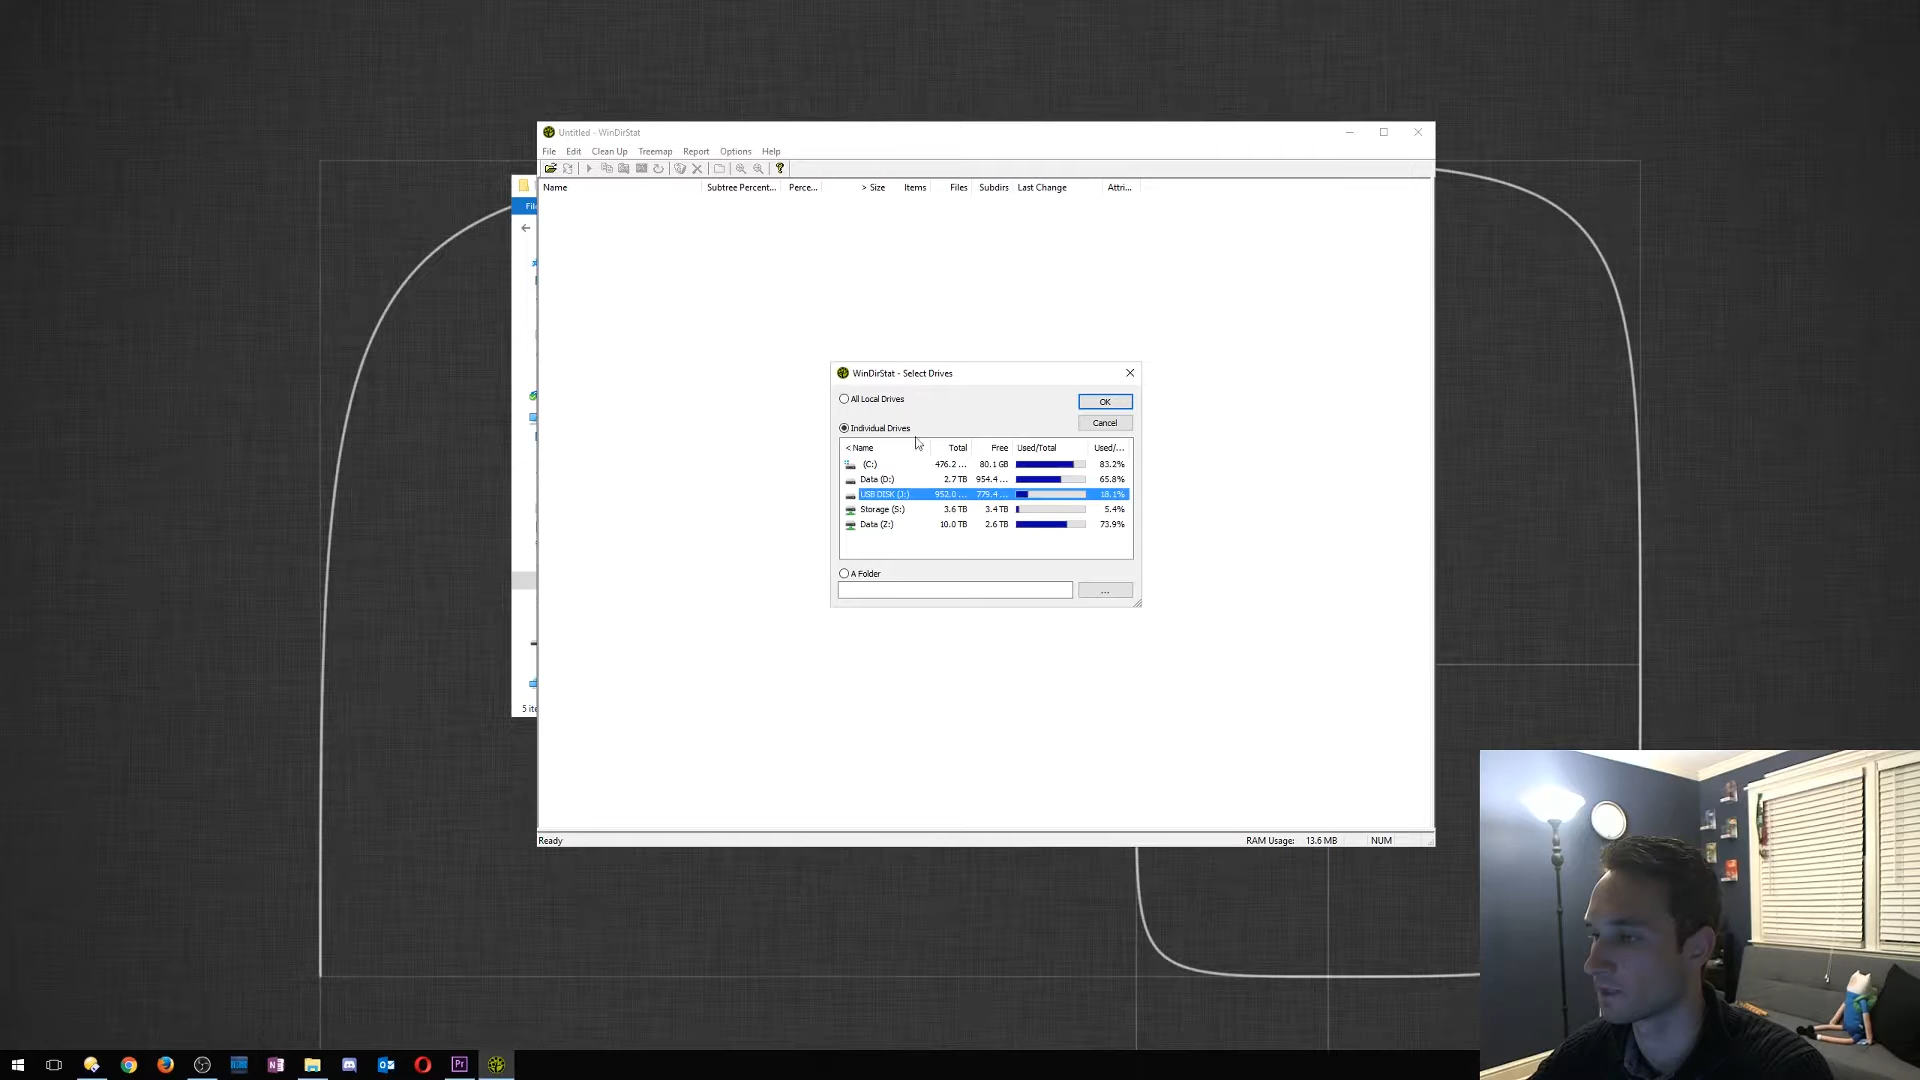 Untitled - WinDirStat
File Edit Clean Up Treemap Report Options Help
Name Subtree Percent... Perce... > Size Items Files Subdirs Last Change Attri...
File
WinDirStat - Select Drives
All Local Drives
OK
Individual Drives
Cancel
< Name Total Free Used/Total Used/...
(C:) 476.2 ... 80.1 GB 83.2%
Data (D:) 2.7 TB 954.4 ... 65.8%
USB DISK (J:) 952.0 ... 779.4 ... 18.1%
Storage (S:) 3.6 TB 3.4 TB 5.4%
Data (Z:) 10.0 TB 2.6 TB 73.9%
A Folder
...
5 ite
Ready RAM Usage: 13.6 MB NUM
Pr